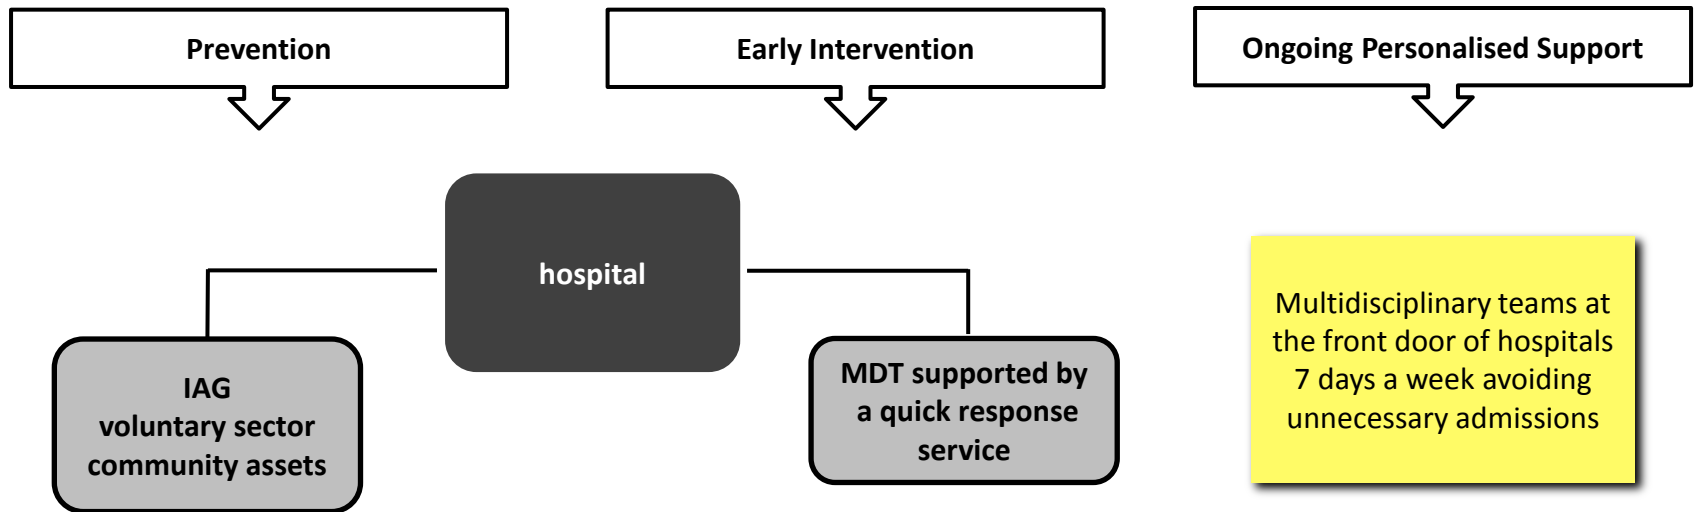 Prevention
Early Intervention
Ongoing Personalised Support
hospital
IAG
voluntary sector
community assets
MDT supported by
a quick response
service
Multidisciplinary teams at
the front door of hospitals
7 days a week avoiding
unnecessary admissions